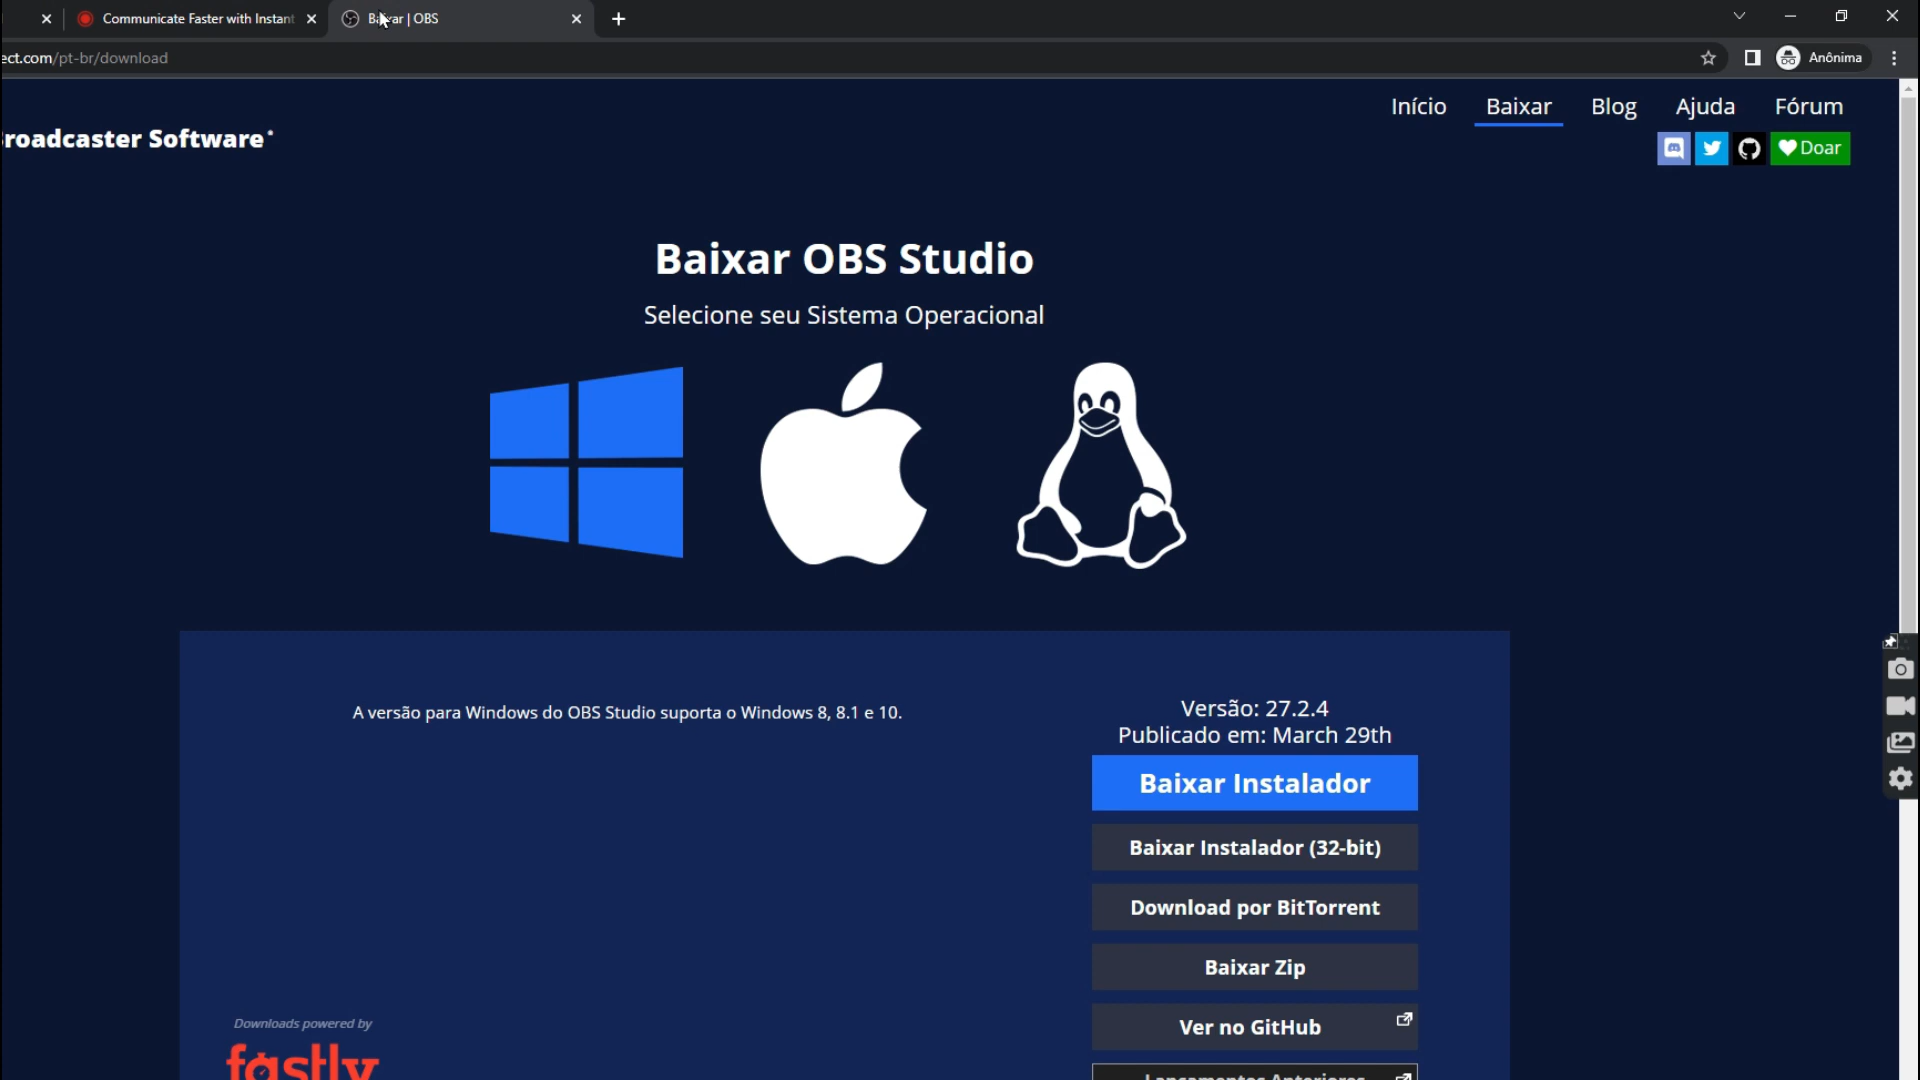 Communicate Faster with Instant
| OBS
ect.com/pt-br/download
Anônima
Início Baixar Blog Ajuda Fórum
Broadcaster Software
Doar
Baixar OBS Studio
Selecione seu Sistema Operacional
A versão para Windows do OBS Studio suporta o Windows 8, 8.1 e 10.
Versão: 27.2.4
Publicado em: March 29th
Baixar Instalador
Baixar Instalador (32-bit)
Download por BitTorrent
Baixar Zip
Ver no GitHub
Lançamentos Anteriores
Downloads powered by
fastly